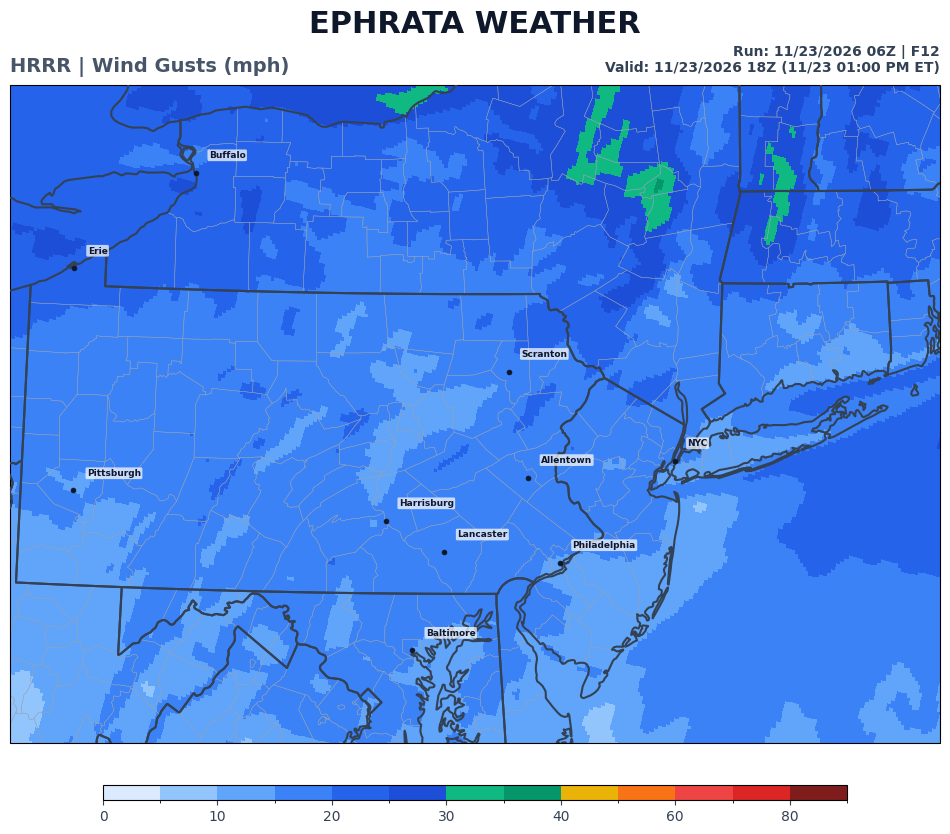 EPHRATA WEATHER
HRRR | Wind Gusts (mph)
Run: 11/23/2026 06Z | F12
Valid: 11/23/2026 18Z (11/23 01:00 PM ET)
Buffalo
Erie
Scranton
NYC
Allentown
Pittsburgh
Harrisburg
Lancaster
Philadelphia
Baltimore
0 10 20 30 40 60 80